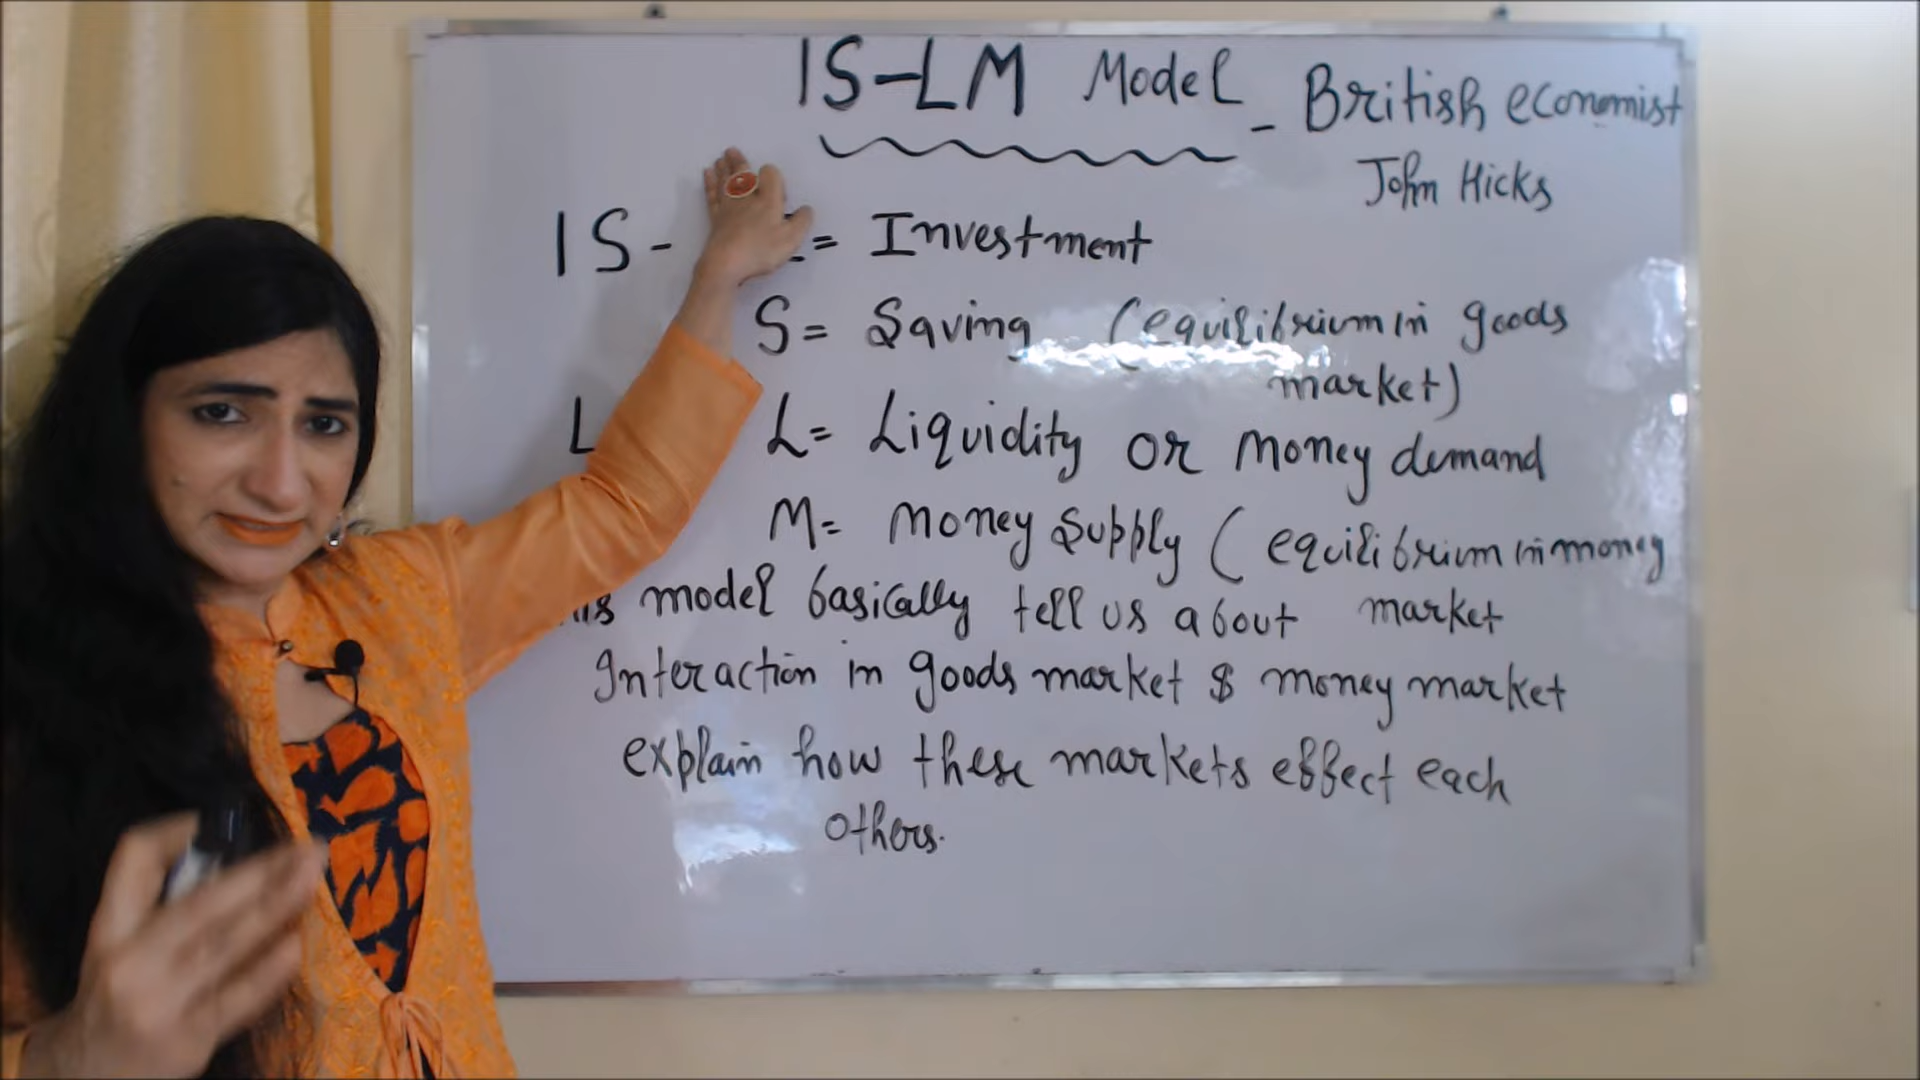 IS-LM Model - British economist
John Hicks
IS - = Investment
S = Saving (equilibrium in goods
market)
L L= Liquidity or money demand
M= Money Supply ( equilibrium in money
model basically tell us about market
Interaction in goods market & money market
explain how these markets effect each
others.